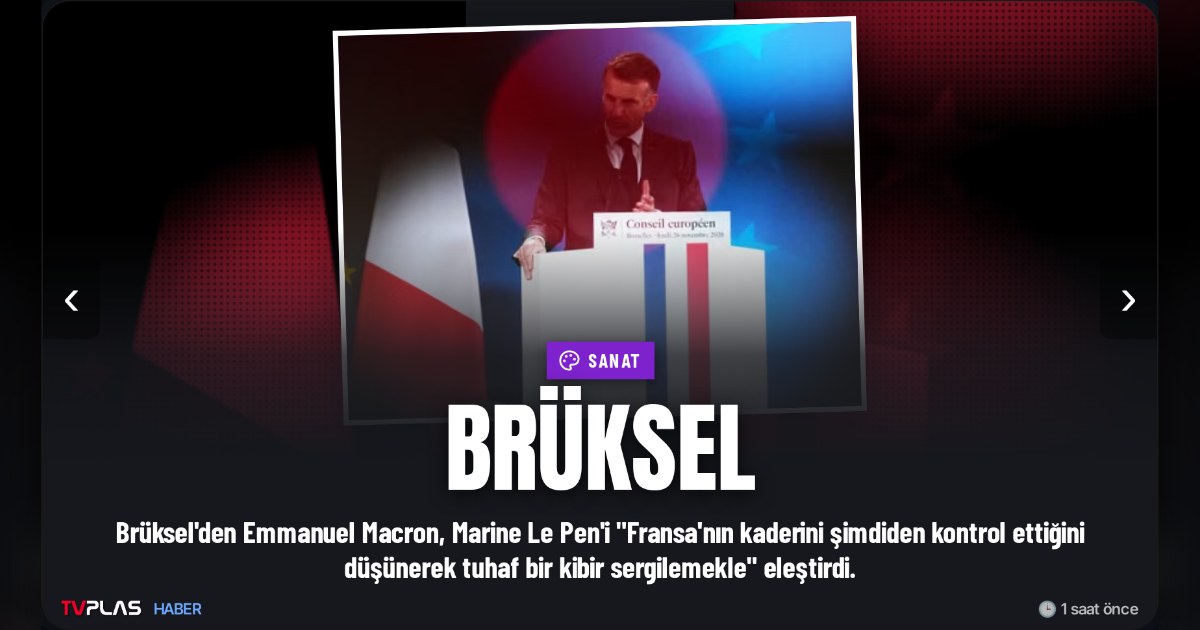 Conseil européen
SANAT
BRÜKSEL
Brüksel'den Emmanuel Macron, Marine Le Pen'i "Fransa'nın kaderini şimdiden kontrol ettiğini
düşünerek tuhaf bir kibir sergilemekle" eleştirdi.
TVPLAS HABER
1 saat önce